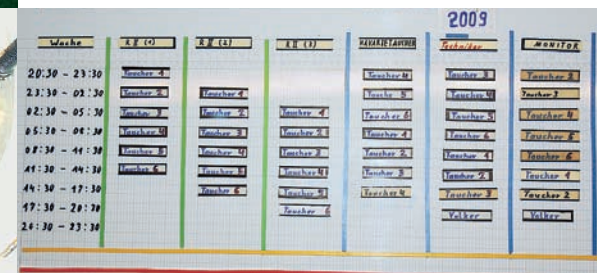 2009
Woche R II (1) R II (2) R II (3) HAVARIETAUCHER Techniker MONITOR
20:30 - 23:30 Taucher 1 Taucher 4 Taucher 3 Taucher 2
23:30 - 02:30 Taucher 2 Taucher 1 Taucher 5 Taucher 4 Taucher 3
02:30 - 05:30 Taucher 3 Taucher 2 Taucher 1 Taucher 6 Taucher 5 Taucher 4
05:30 - 08:30 Taucher 4 Taucher 3 Taucher 2 Taucher 1 Taucher 6 Taucher 5
08:30 - 11:30 Taucher 5 Taucher 4 Taucher 3 Taucher 2 Taucher 1 Taucher 6
11:30 - 14:30 Taucher 6 Taucher 5 Taucher 4 Taucher 3 Taucher 2 Taucher 1
14:30 - 17:30 Taucher 6 Taucher 5 Taucher 4 Taucher 3 Taucher 2
17:30 - 20:30 Taucher 6 Volker Volker
20:30 - 23:30